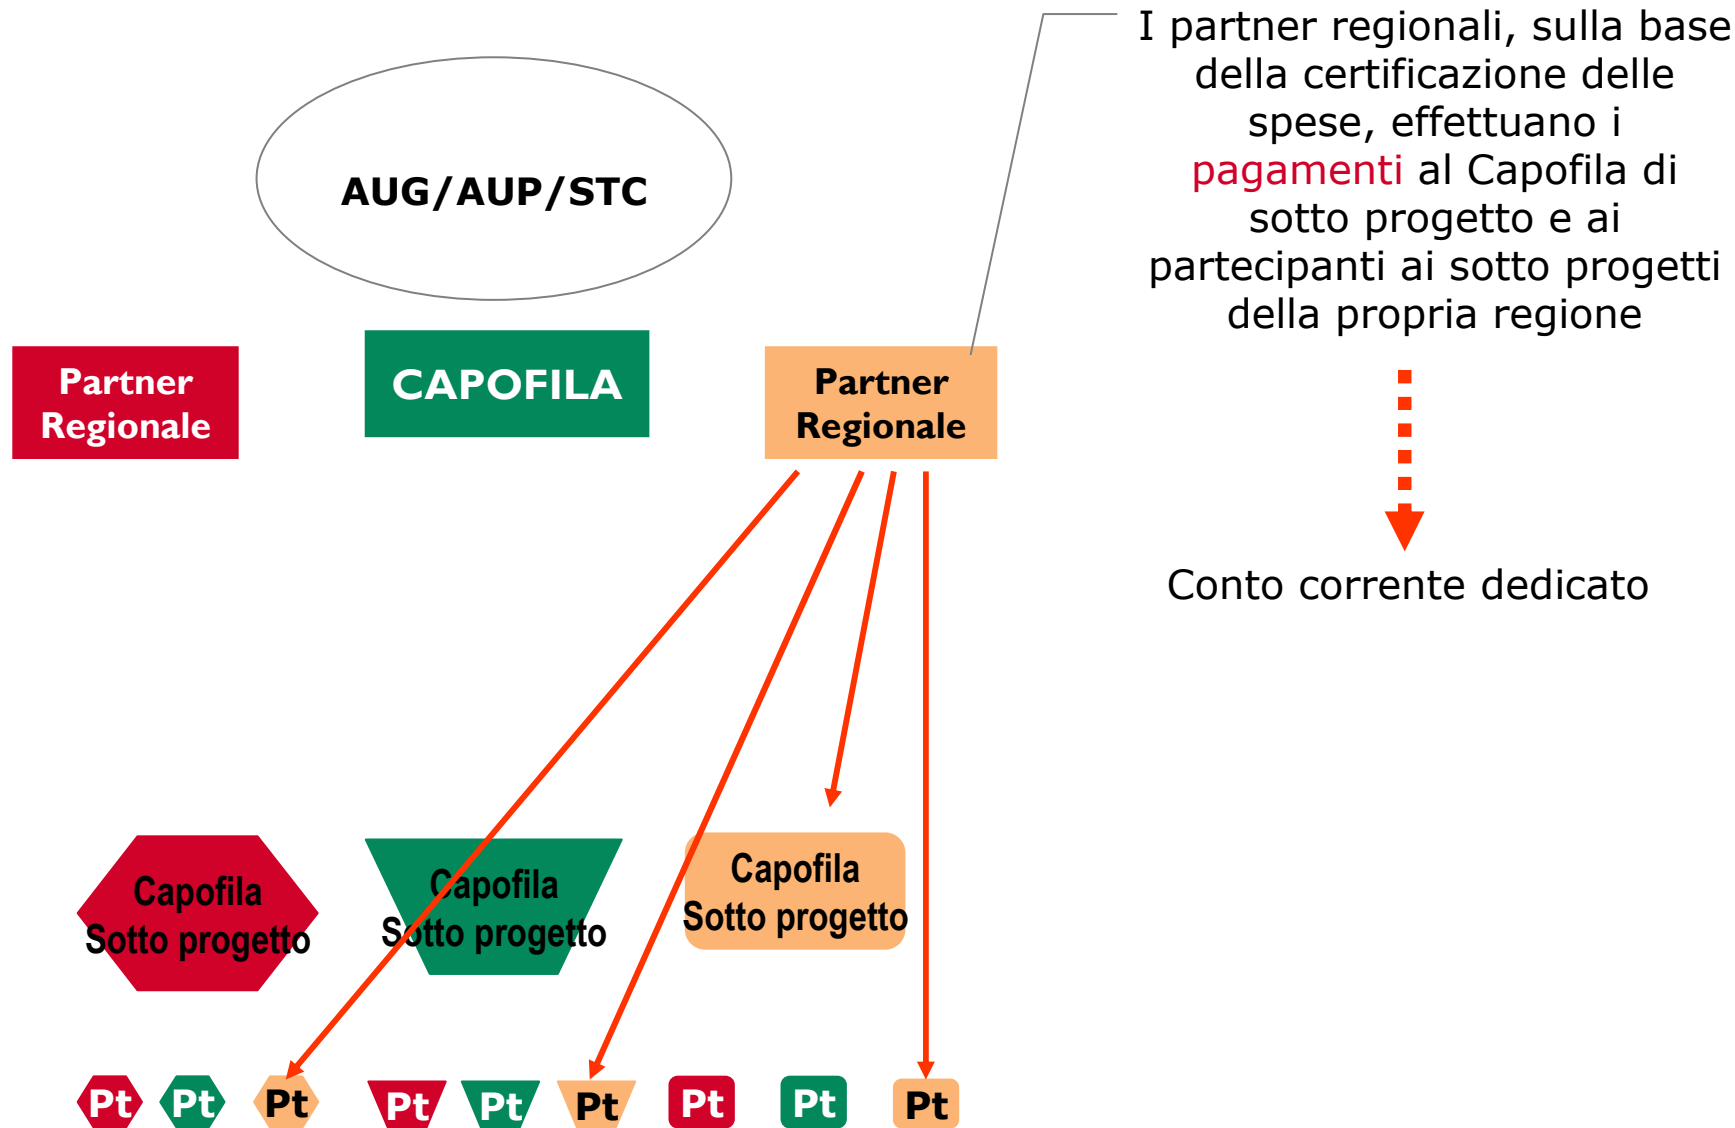 I partner regionali, sulla base
della certificazione delle
spese, effettuano i
pagamenti al Capofila di
sotto progetto e ai
partecipanti ai sotto progetti
della propria regione
AUG/AUP/STC
Partner
Regionale
CAPOFILA
Partner
Regionale
Conto corrente dedicato
Capofila
Sotto progetto
Capofila
Sotto progetto
Capofila
Sotto progetto
Pt
Pt
Pt
Pt
Pt
Pt
Pt
Pt
Pt